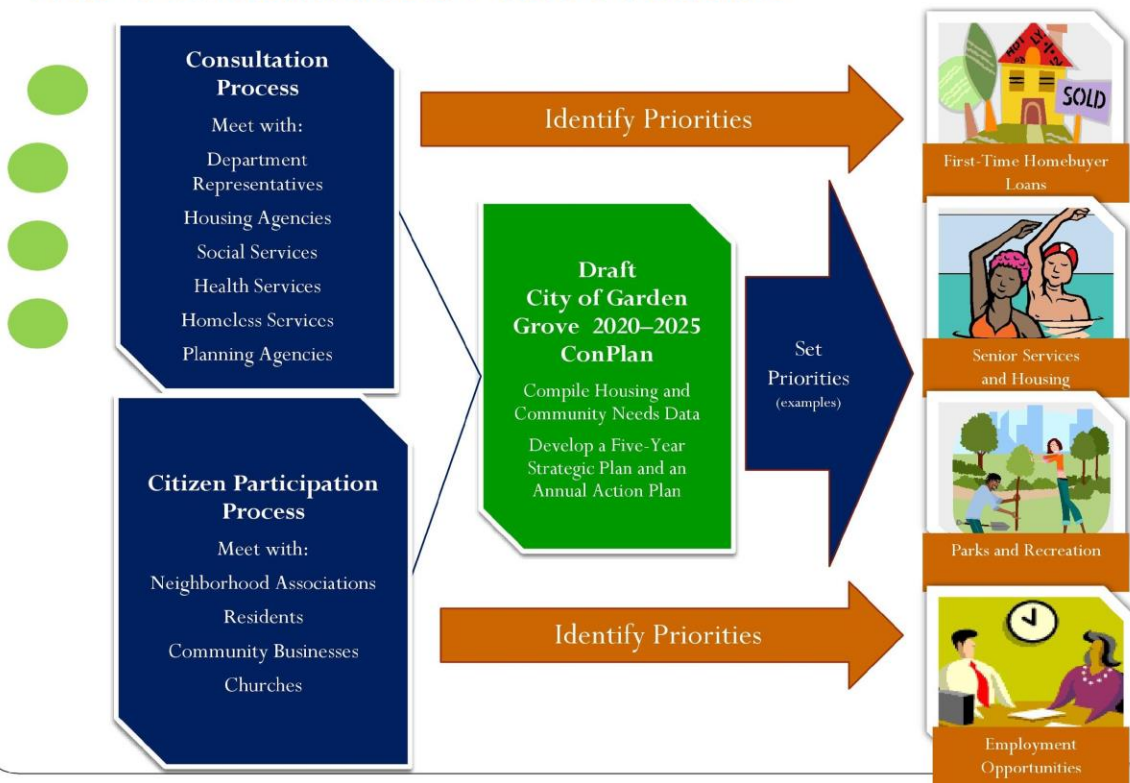 Consultation
Process
Meet with:
Department
Representatives
Housing Agencies
Social Services
Health Services
Homeless Services
Planning Agencies
Identify Priorities
Citizen Participation
Process
Meet with:
Neighborhood Associations
Residents
Community Businesses
Churches
Identify Priorities
Draft
City of Garden
Grove 2020–2025
ConPlan
Compile Housing and
Community Needs Data
Develop a Five-Year
Strategic Plan and an
Annual Action Plan
Set
Priorities
(examples)
SOLD
First-Time Homebuyer
Loans
Senior Services
and Housing
Parks and Recreation
Employment
Opportunities